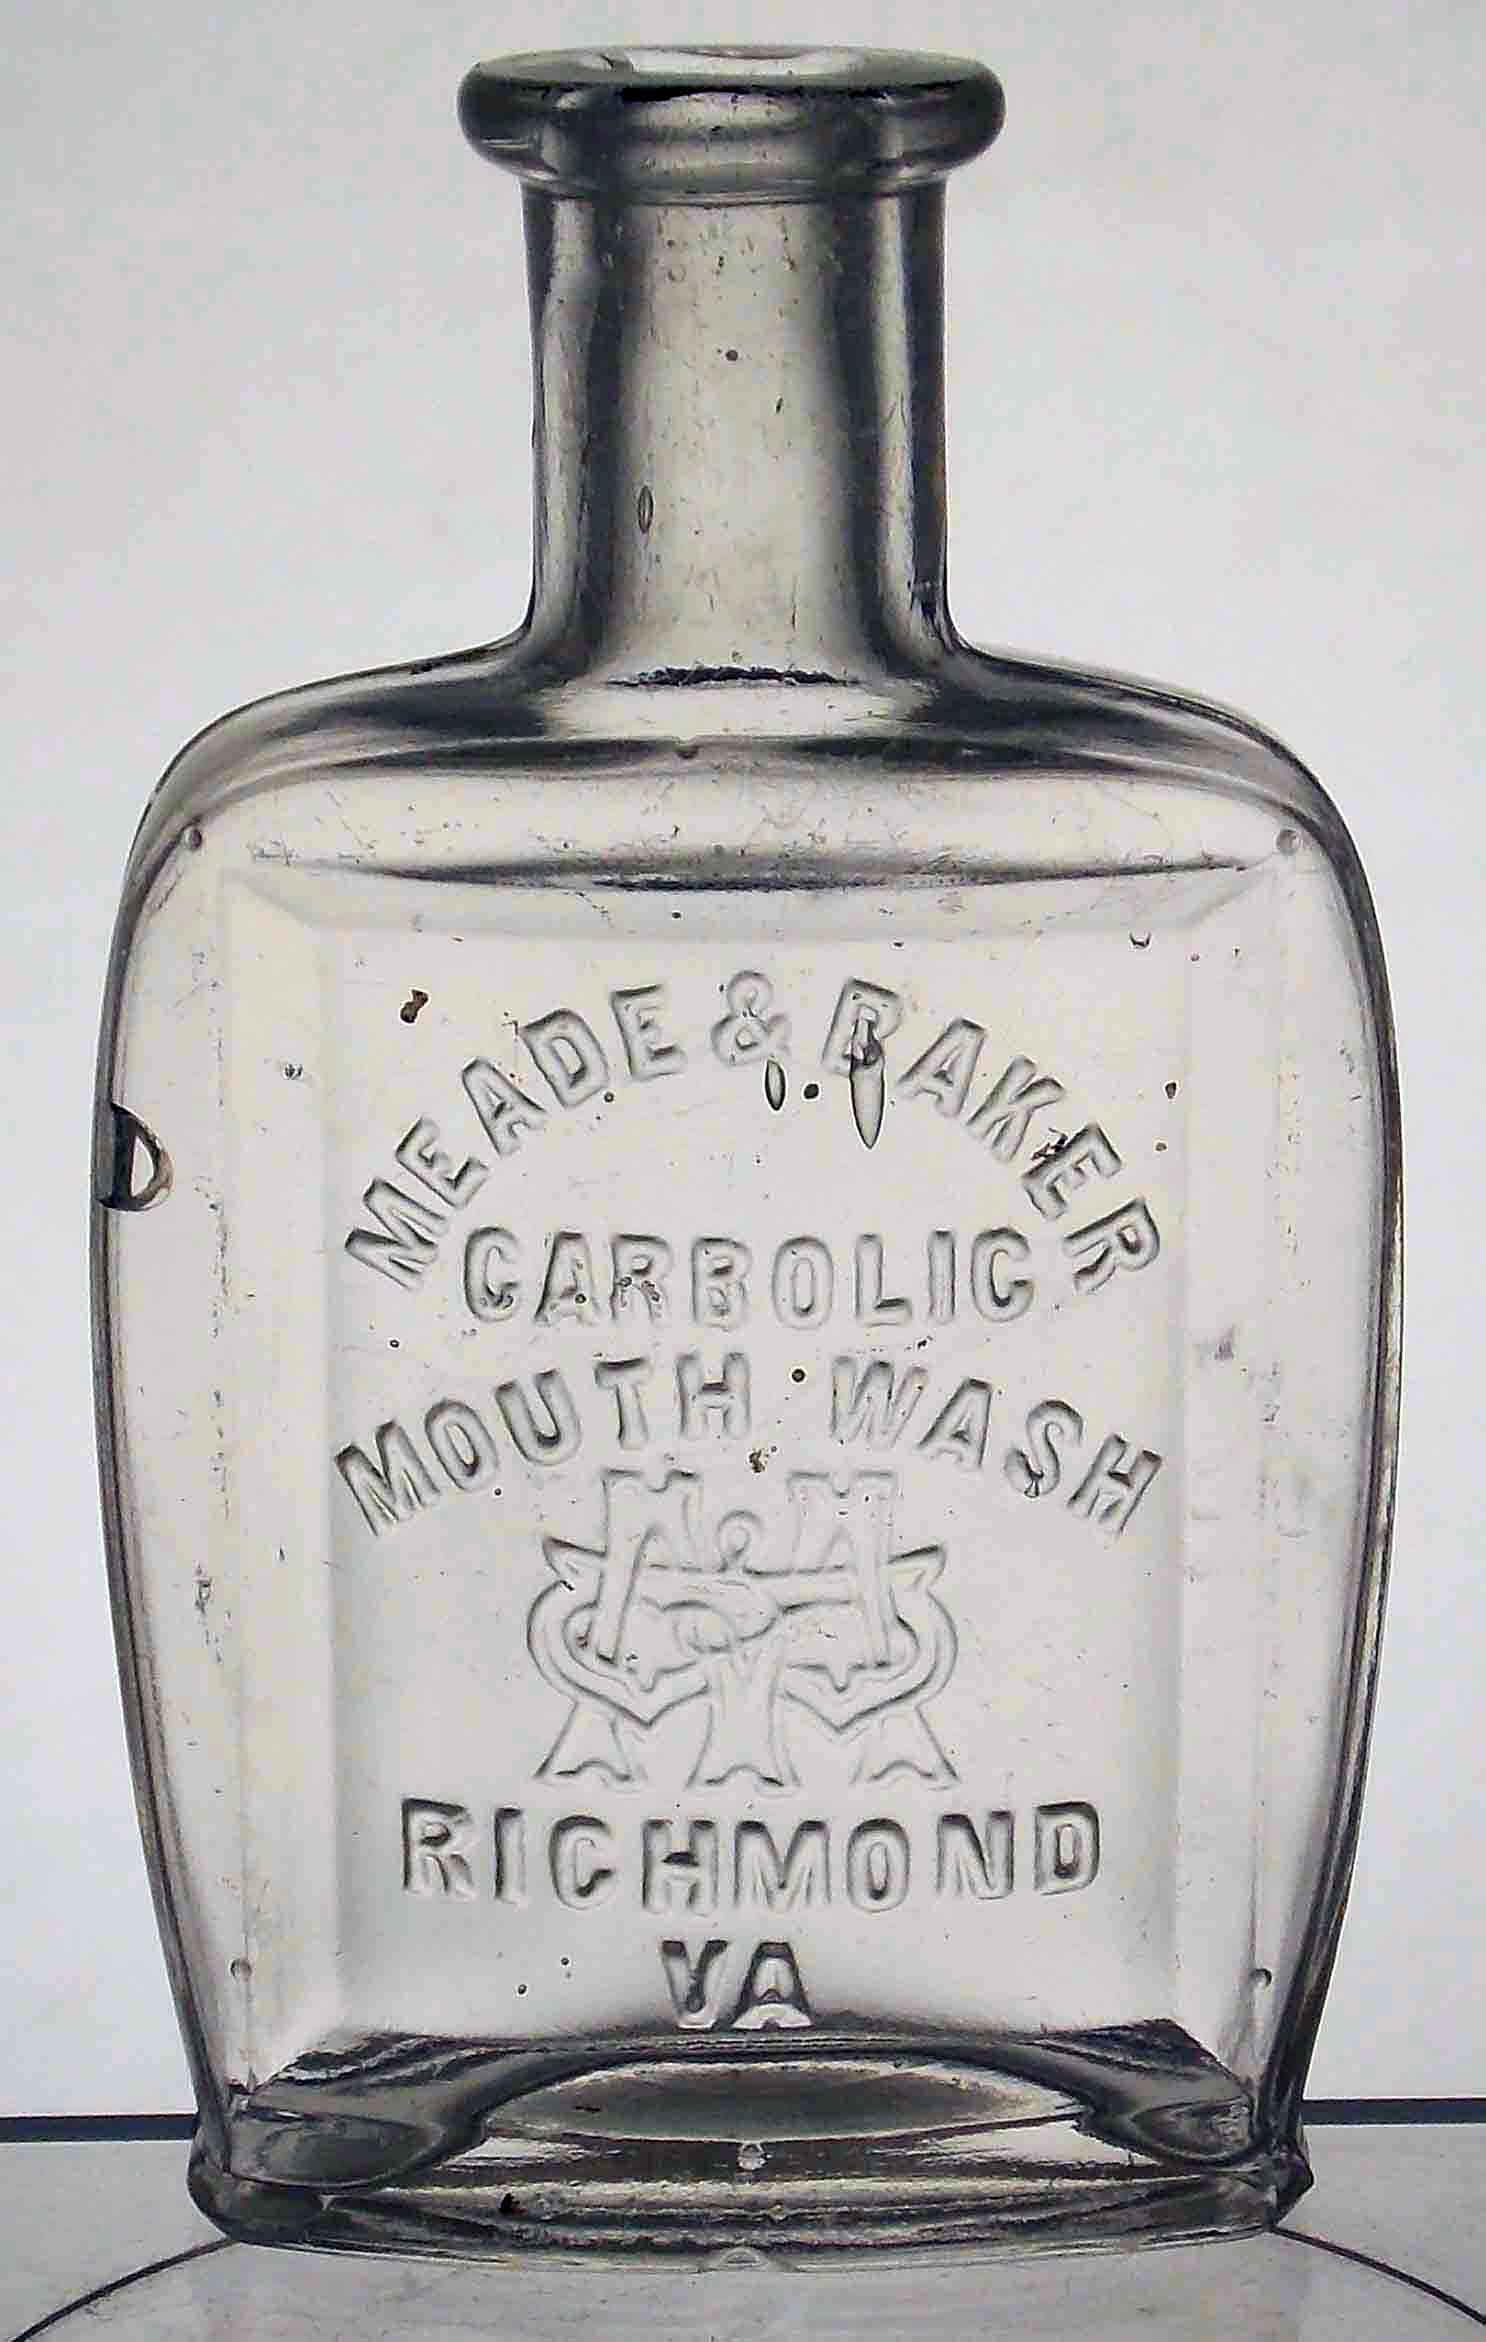 MEADE & BAKER
CARBOLIC
MOUTH WASH
RICHMOND
VA